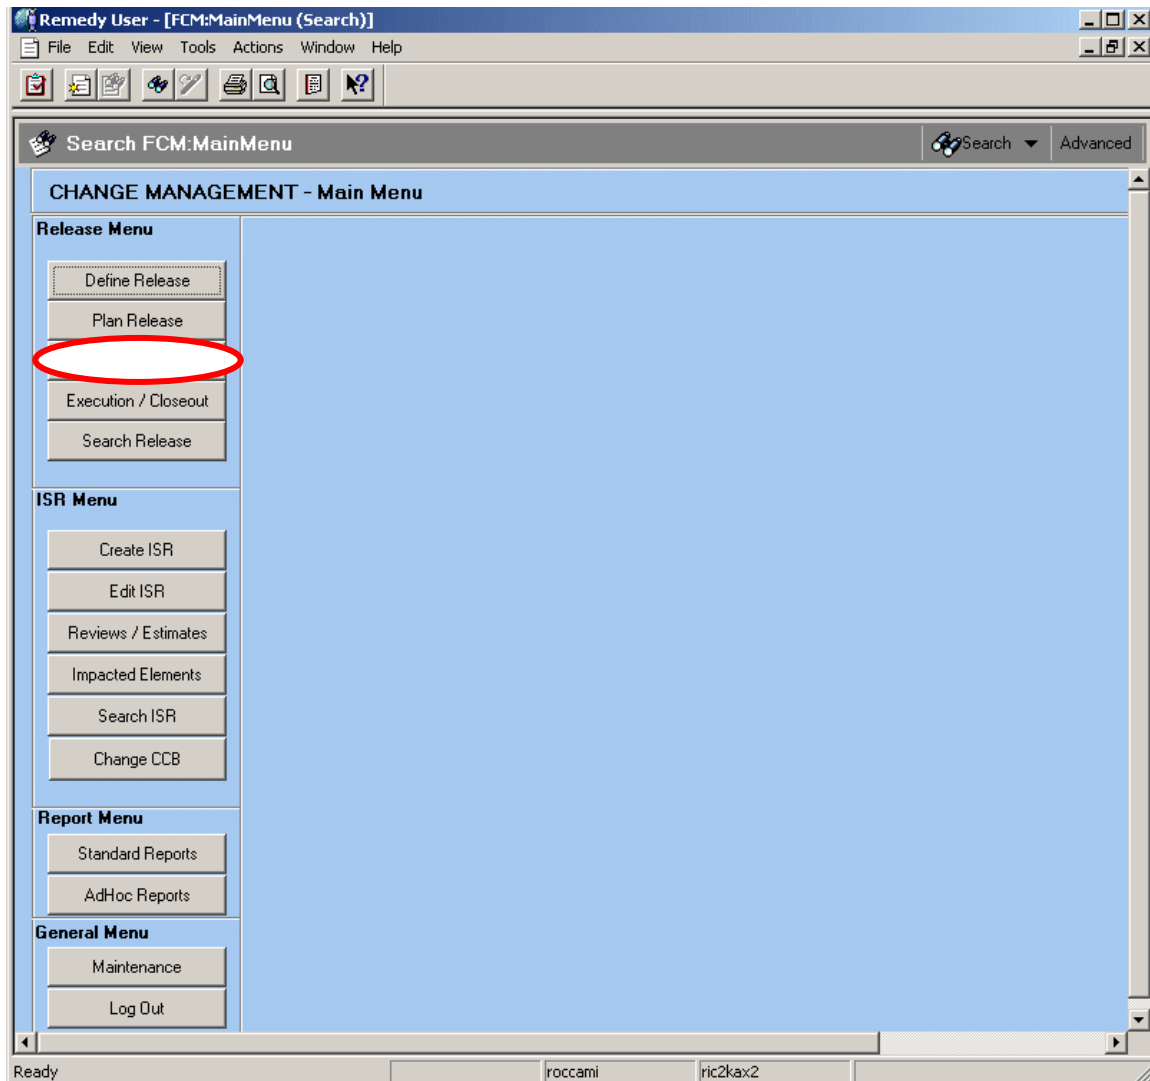 Remedy User - [FCM:MainMenu (Search)]
File Edit View Tools Actions Window Help
Search FCM:MainMenu
Search Advanced
CHANGE MANAGEMENT - Main Menu
Release Menu
Define Release
Plan Release
Execution / Closeout
Search Release
ISR Menu
Create ISR
Edit ISR
Reviews / Estimates
Impacted Elements
Search ISR
Change CCB
Report Menu
Standard Reports
AdHoc Reports
General Menu
Maintenance
Log Out
Ready roccami ric2kax2